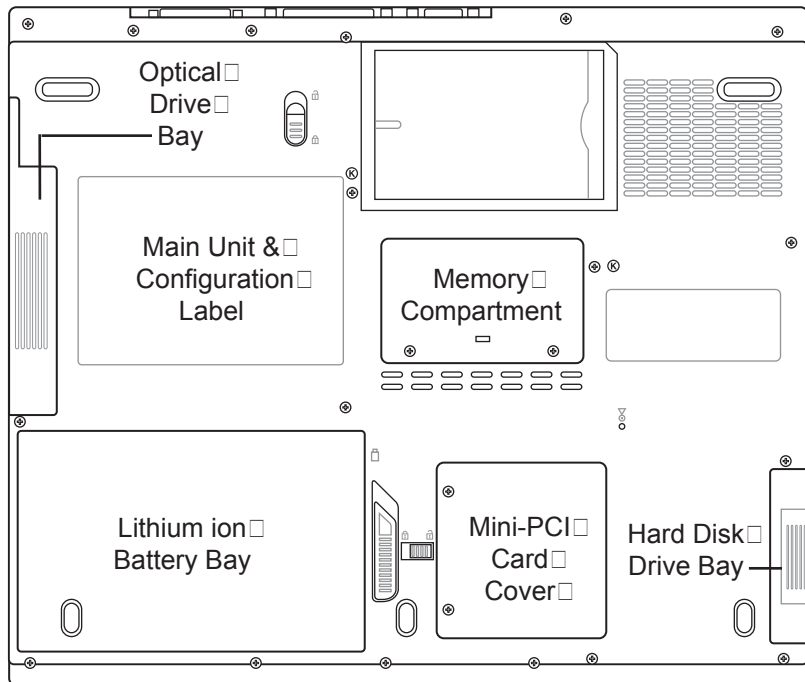 Optical
Drive
Bay
K
Main Unit &
Configuration
Label
Memory
Compartment
K
Lithium ion
Battery Bay
Mini-PCI
Card
Cover
Hard Disk
Drive Bay